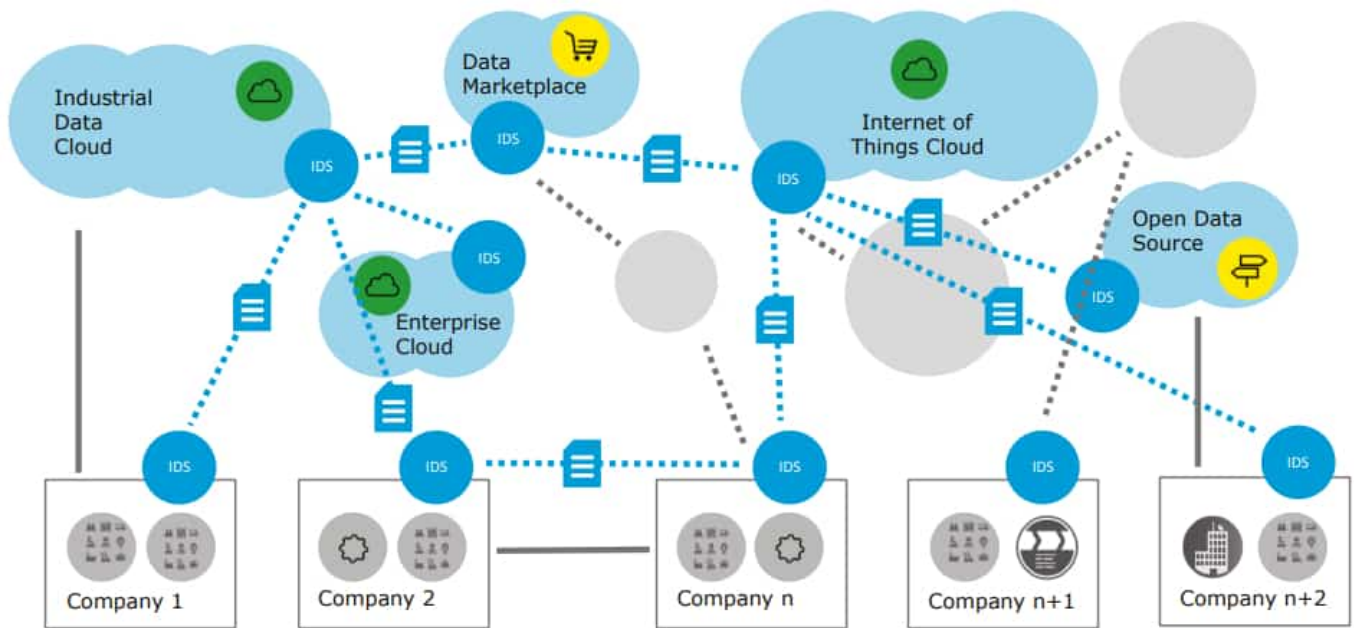 Industrial
Data
Cloud
IDS
Data
Marketplace
IDS
Internet of
Things Cloud
IDS
Open Data
Source
IDS
IDS
Enterprise
Cloud
IDS
IDS
IDS
IDS
IDS
Company 1
Company 2
Company n
Company n+1
Company n+2